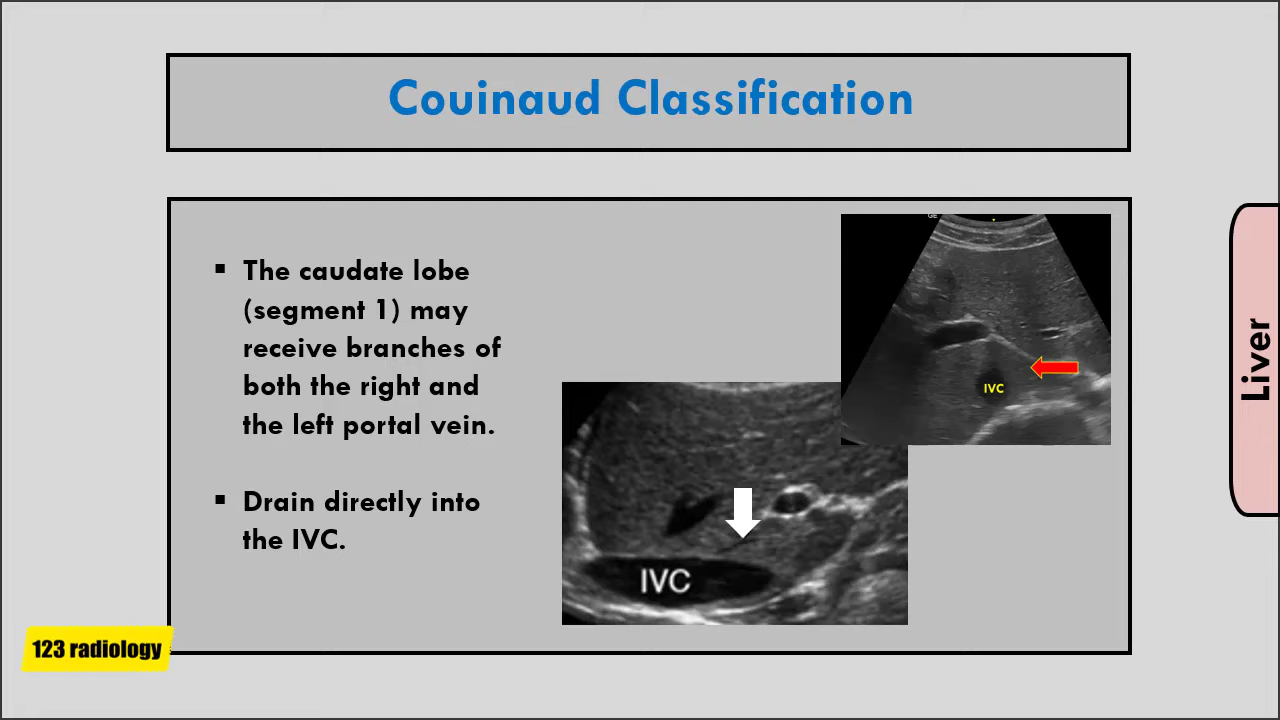 Couinaud Classification
The caudate lobe
(segment 1) may
receive branches of
both the right and
the left portal vein.
Drain directly into
the IVC.
GE
IVC
IVC
Liver
123 radiology